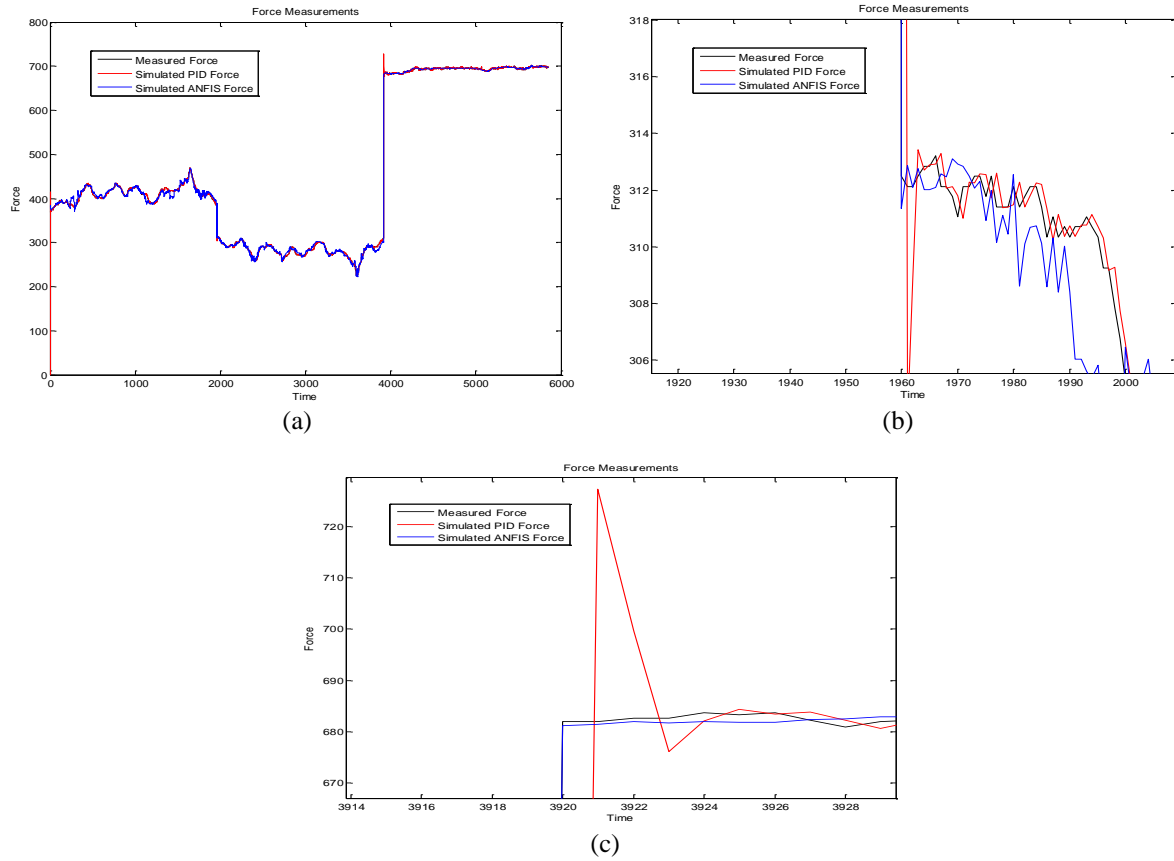 Force Measurements
800
700
600
500
400
300
200
100
0
Force
Measured Force
Simulated PID Force
Simulated ANFIS Force
0 1000 2000 3000 4000 5000 6000
Time
(a)
Force Measurements
318
316
314
312
310
308
306
Force
Measured Force
Simulated PID Force
Simulated ANFIS Force
1920 1930 1940 1950 1960 1970 1980 1990 2000
Time
(b)
Force Measurements
720
710
700
690
680
670
Force
Measured Force
Simulated PID Force
Simulated ANFIS Force
3914 3916 3918 3920 3922 3924 3926 3928
Time
(c)